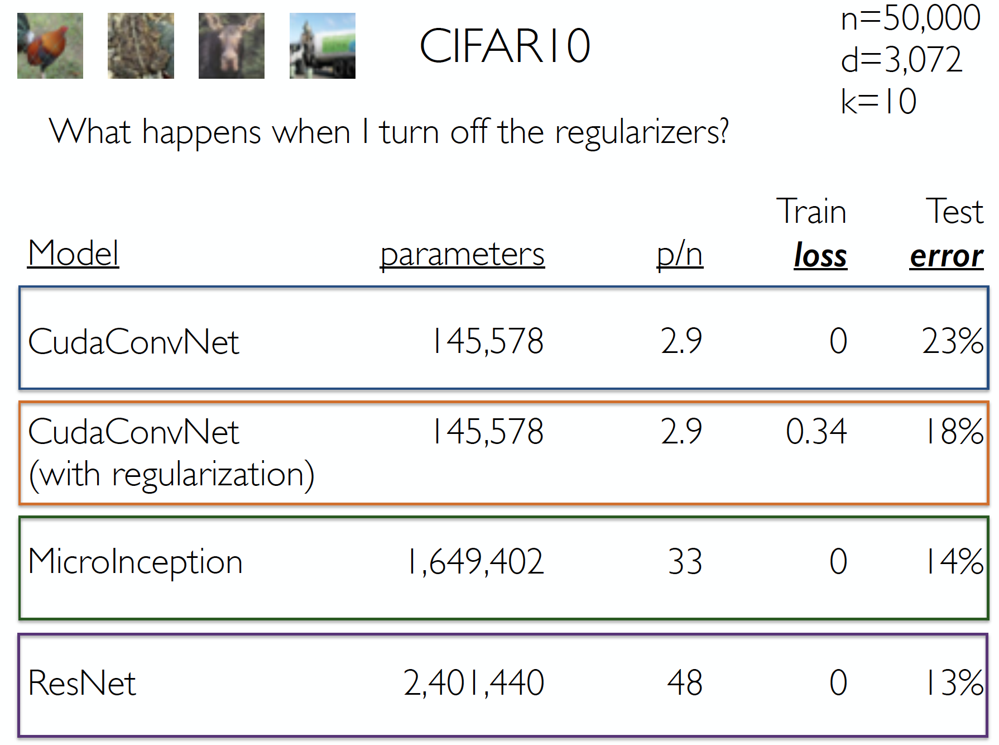 CIFAR10
n=50,000
d=3,072
k=10
What happens when I turn off the regularizers?
Model parameters p/n Train loss Test error
CudaConvNet 145,578 2.9 0 23%
CudaConvNet 145,578 2.9 0.34 18%
(with regularization)
MicroInception 1,649,402 33 0 14%
ResNet 2,401,440 48 0 13%